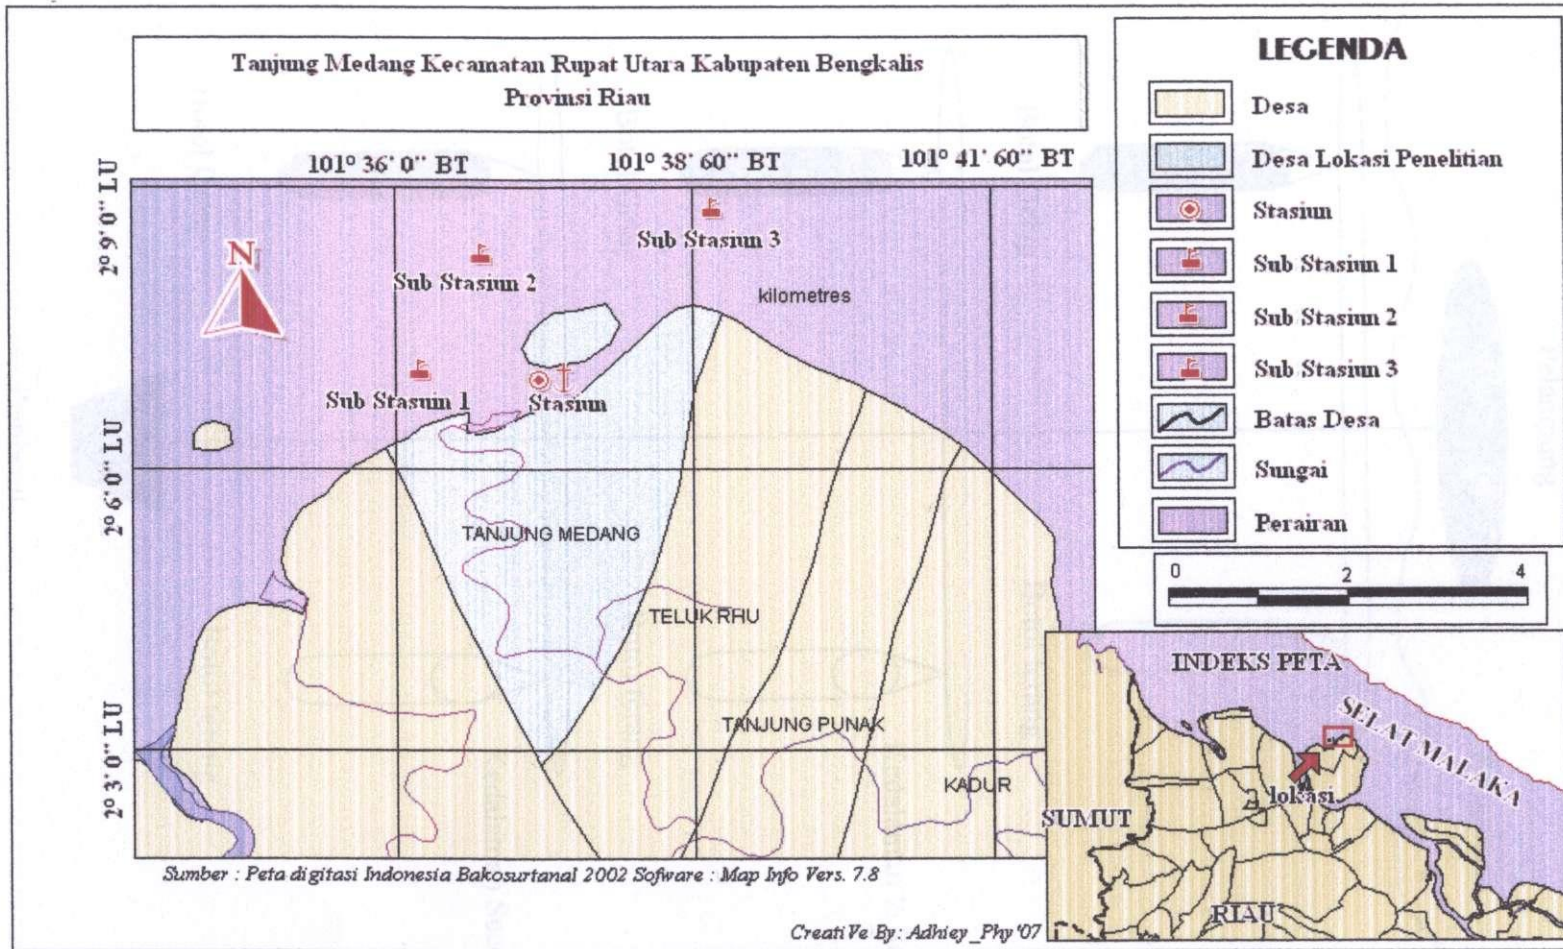 Tanjung Medang Kecamatan Rupat Utara Kabupaten Bengkalis
Provinsi Riau
101° 36' 0'' BT
101° 38' 60'' BT
101° 41' 60'' BT
2° 9' 0'' LU
2° 6' 0'' LU
2° 3' 0'' LU
N
Sub Stasiun 3
Sub Stasiun 2
kilometres
Sub Stasuin 1
Stasiun
TANJUNG MEDANG
TELUK RHU
TANJUNG PUNAK
KADUR
LEGENDA
Desa
Desa Lokasi Penelitian
Stasiun
Sub Stasiun 1
Sub Stasiun 2
Sub Stasiun 3
Batas Desa
Sungai
Perairan
0 2 4
INDEKS PETA
SELAT MALAKA
lokasi
SUMUT
RIAU
Sumber : Peta digitasi Indonesia Bakosurtanal 2002 Sofware : Map Info Vers. 7.8
CreatiVe By: Adhiey_Phy'07